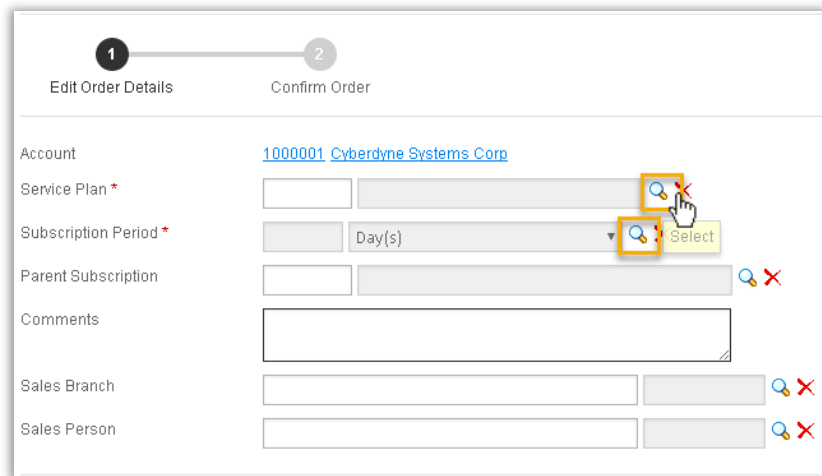 1 2
Edit Order Details Confirm Order
Account 1000001 Cyberdyne Systems Corp
Service Plan *
Subscription Period * Day(s) Select
Parent Subscription
Comments
Sales Branch
Sales Person